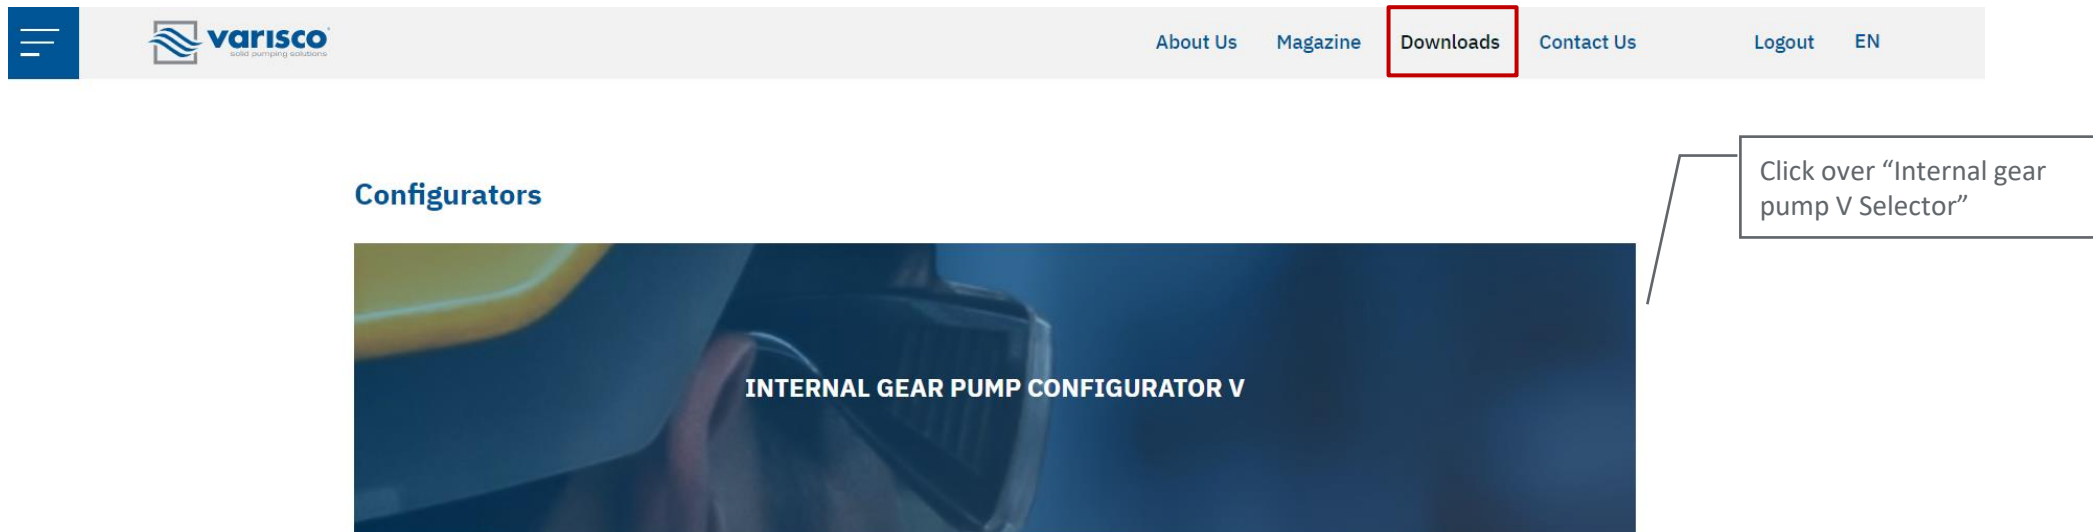 varisco
solid pumping solutions
About Us Magazine Downloads Contact Us Logout EN
Click over “Internal gear
pump V Selector”
Configurators
INTERNAL GEAR PUMP CONFIGURATOR V